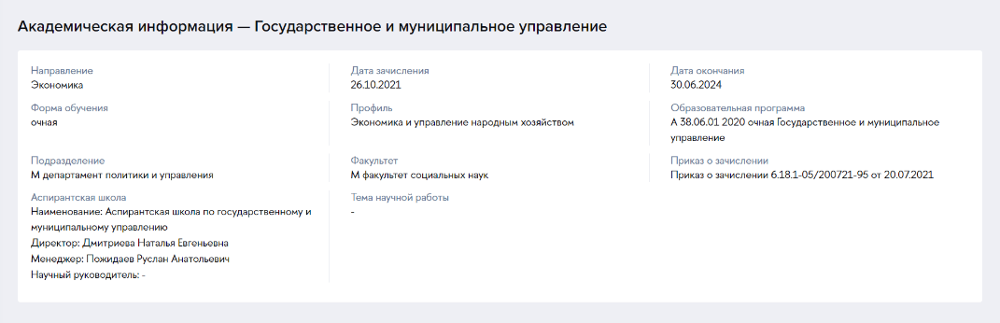 Академическая информация — Государственное и муниципальное управление
Направление
Экономика
Дата зачисления
26.10.2021
Дата окончания
30.06.2024
Форма обучения
очная
Профиль
Экономика и управление народным хозяйством
Образовательная программа
А 38.06.01 2020 очная Государственное и муниципальное
управление
Подразделение
М департамент политики и управления
Факультет
М факультет социальных наук
Приказ о зачислении
Приказ о зачислении 6.18.1-05/200721-95 от 20.07.2021
Аспирантская школа
Наименование: Аспирантская школа по государственному и
муниципальному управлению
Директор: Дмитриева Наталья Евгеньевна
Менеджер: Пожидаев Руслан Анатольевич
Научный руководитель: -
Тема научной работы
-